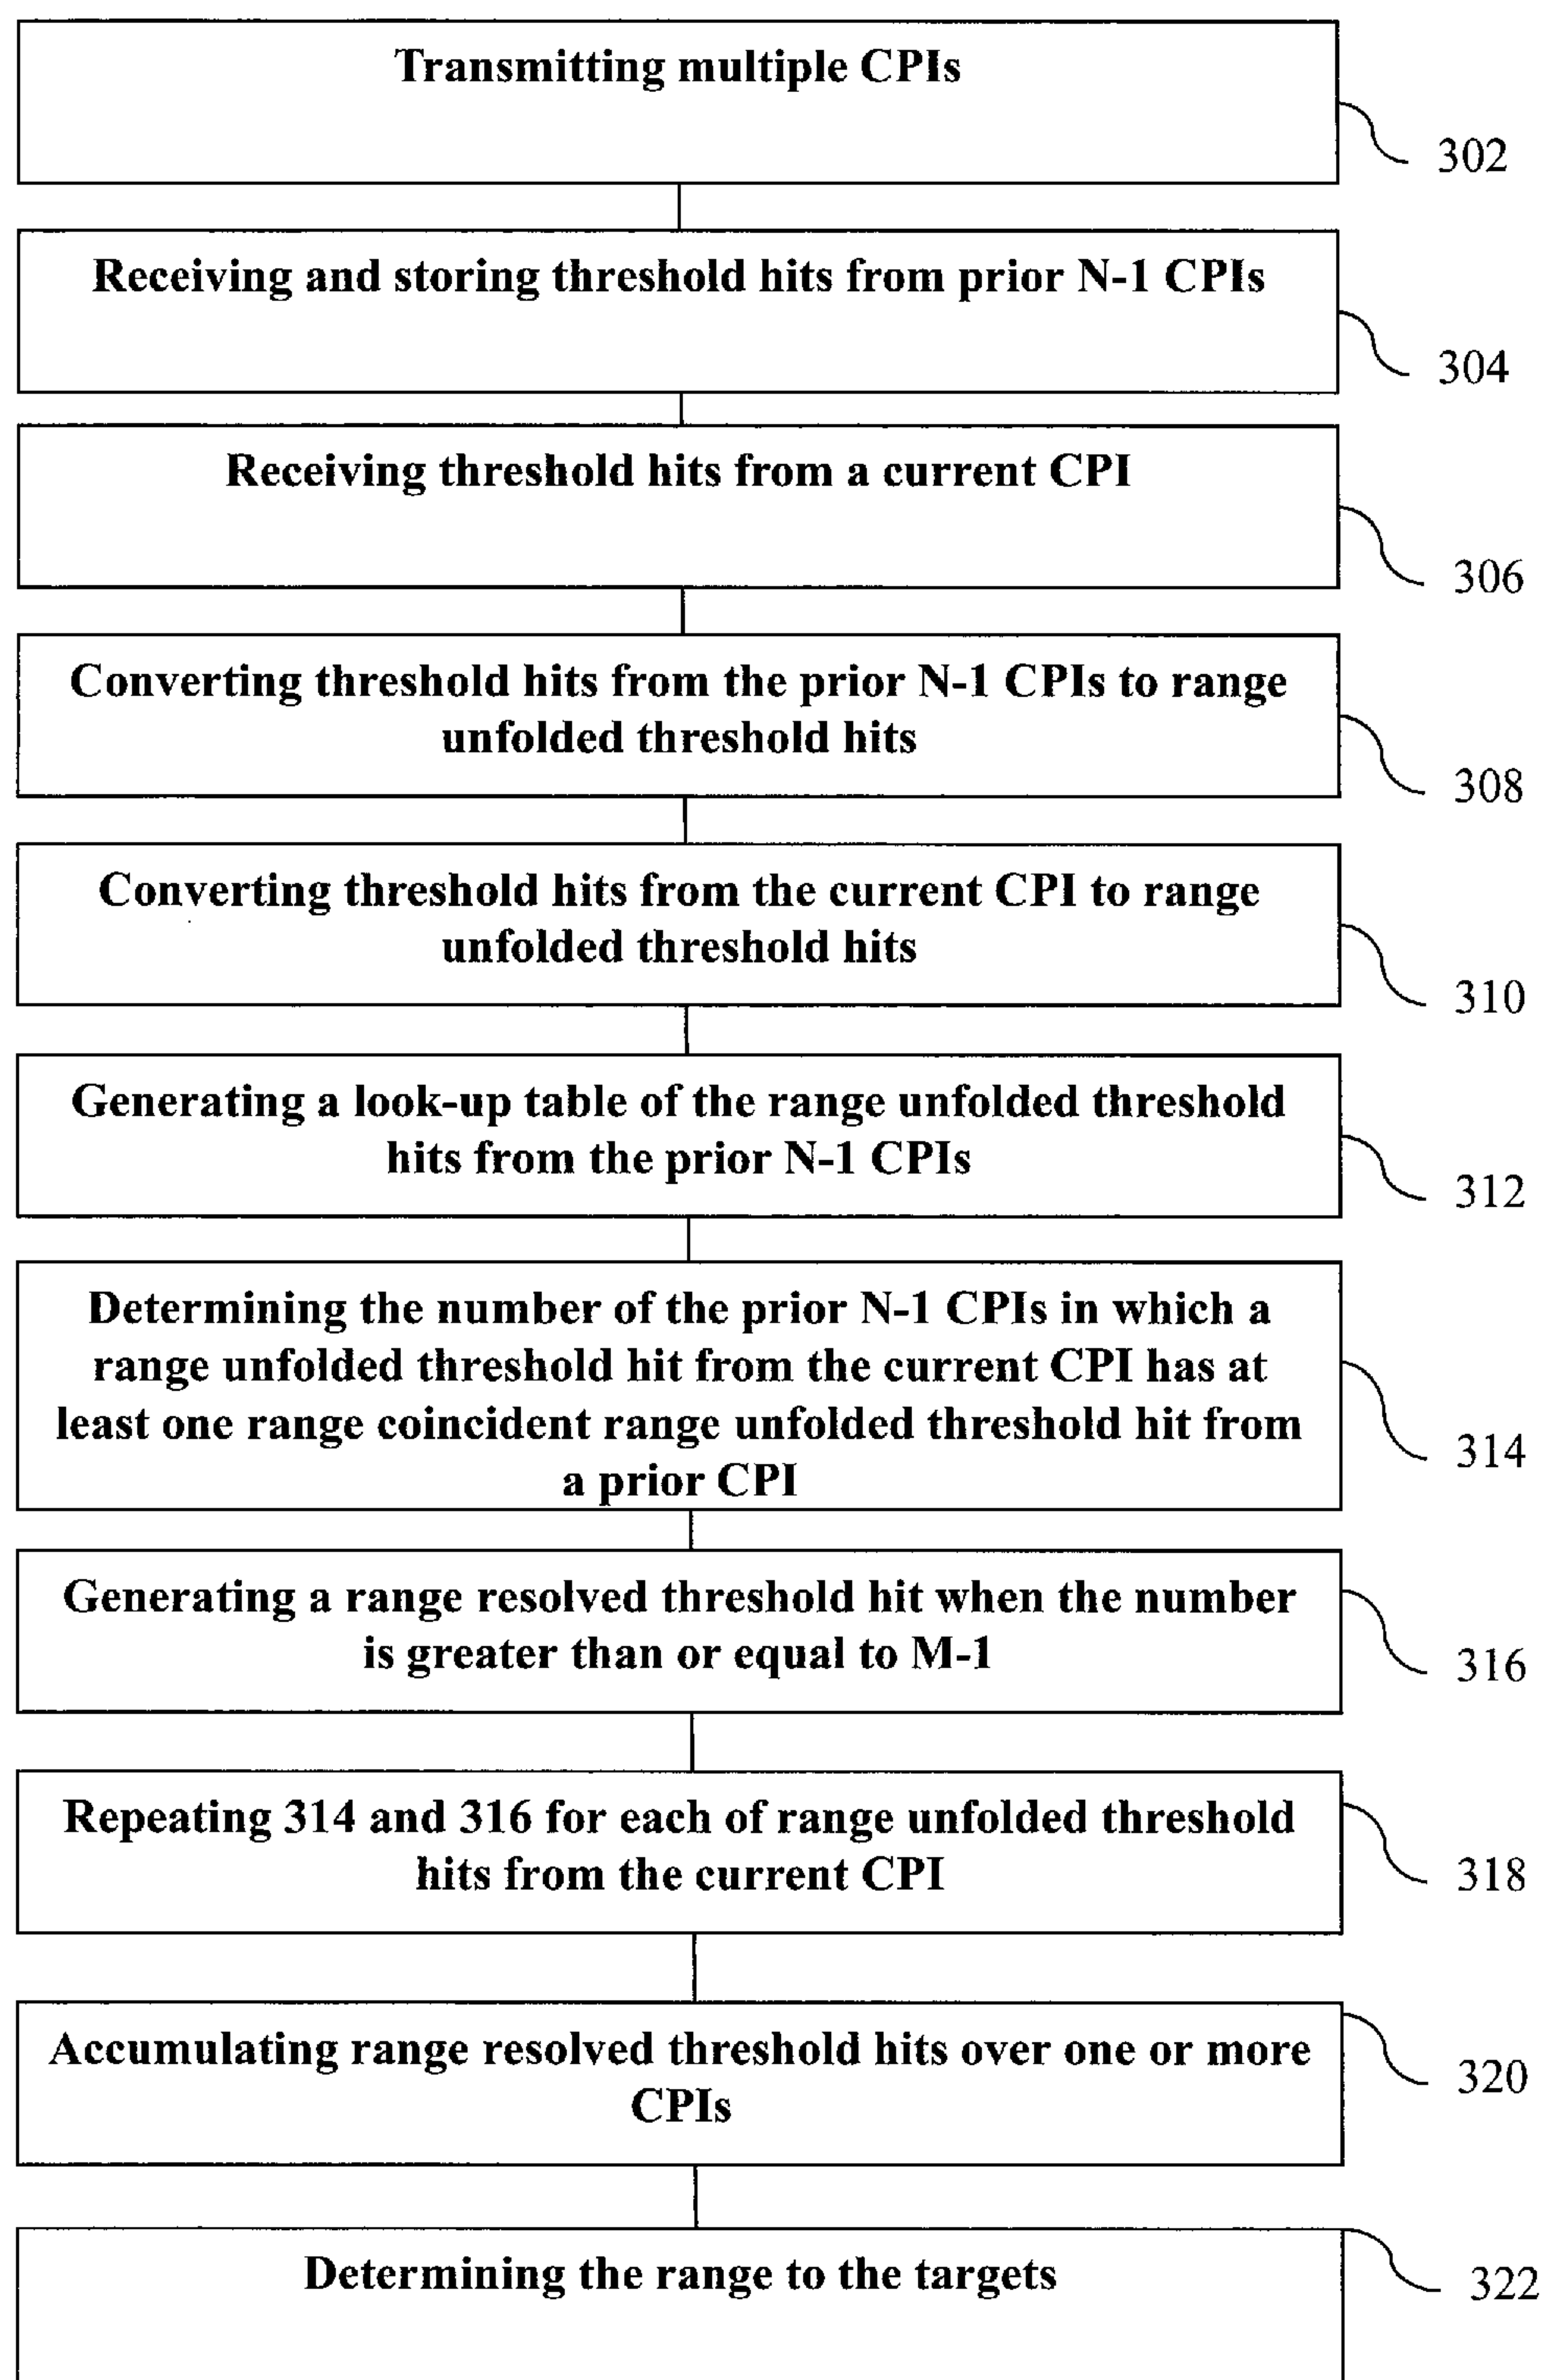 Transmitting multiple CPIs
302
Receiving and storing threshold hits from prior N-1 CPIs
304
Receiving threshold hits from a current CPI
306
Converting threshold hits from the prior N-1 CPIs to range
unfolded threshold hits
308
Converting threshold hits from the current CPI to range
unfolded threshold hits
310
Generating a look-up table of the range unfolded threshold
hits from the prior N-1 CPIs
312
Determining the number of the prior N-1 CPIs in which a
range unfolded threshold hit from the current CPI has at
least one range coincident range unfolded threshold hit from
a prior CPI
314
Generating a range resolved threshold hit when the number
is greater than or equal to M-1
316
Repeating 314 and 316 for each of range unfolded threshold
hits from the current CPI
318
Accumulating range resolved threshold hits over one or more
CPIs
320
Determining the range to the targets
322